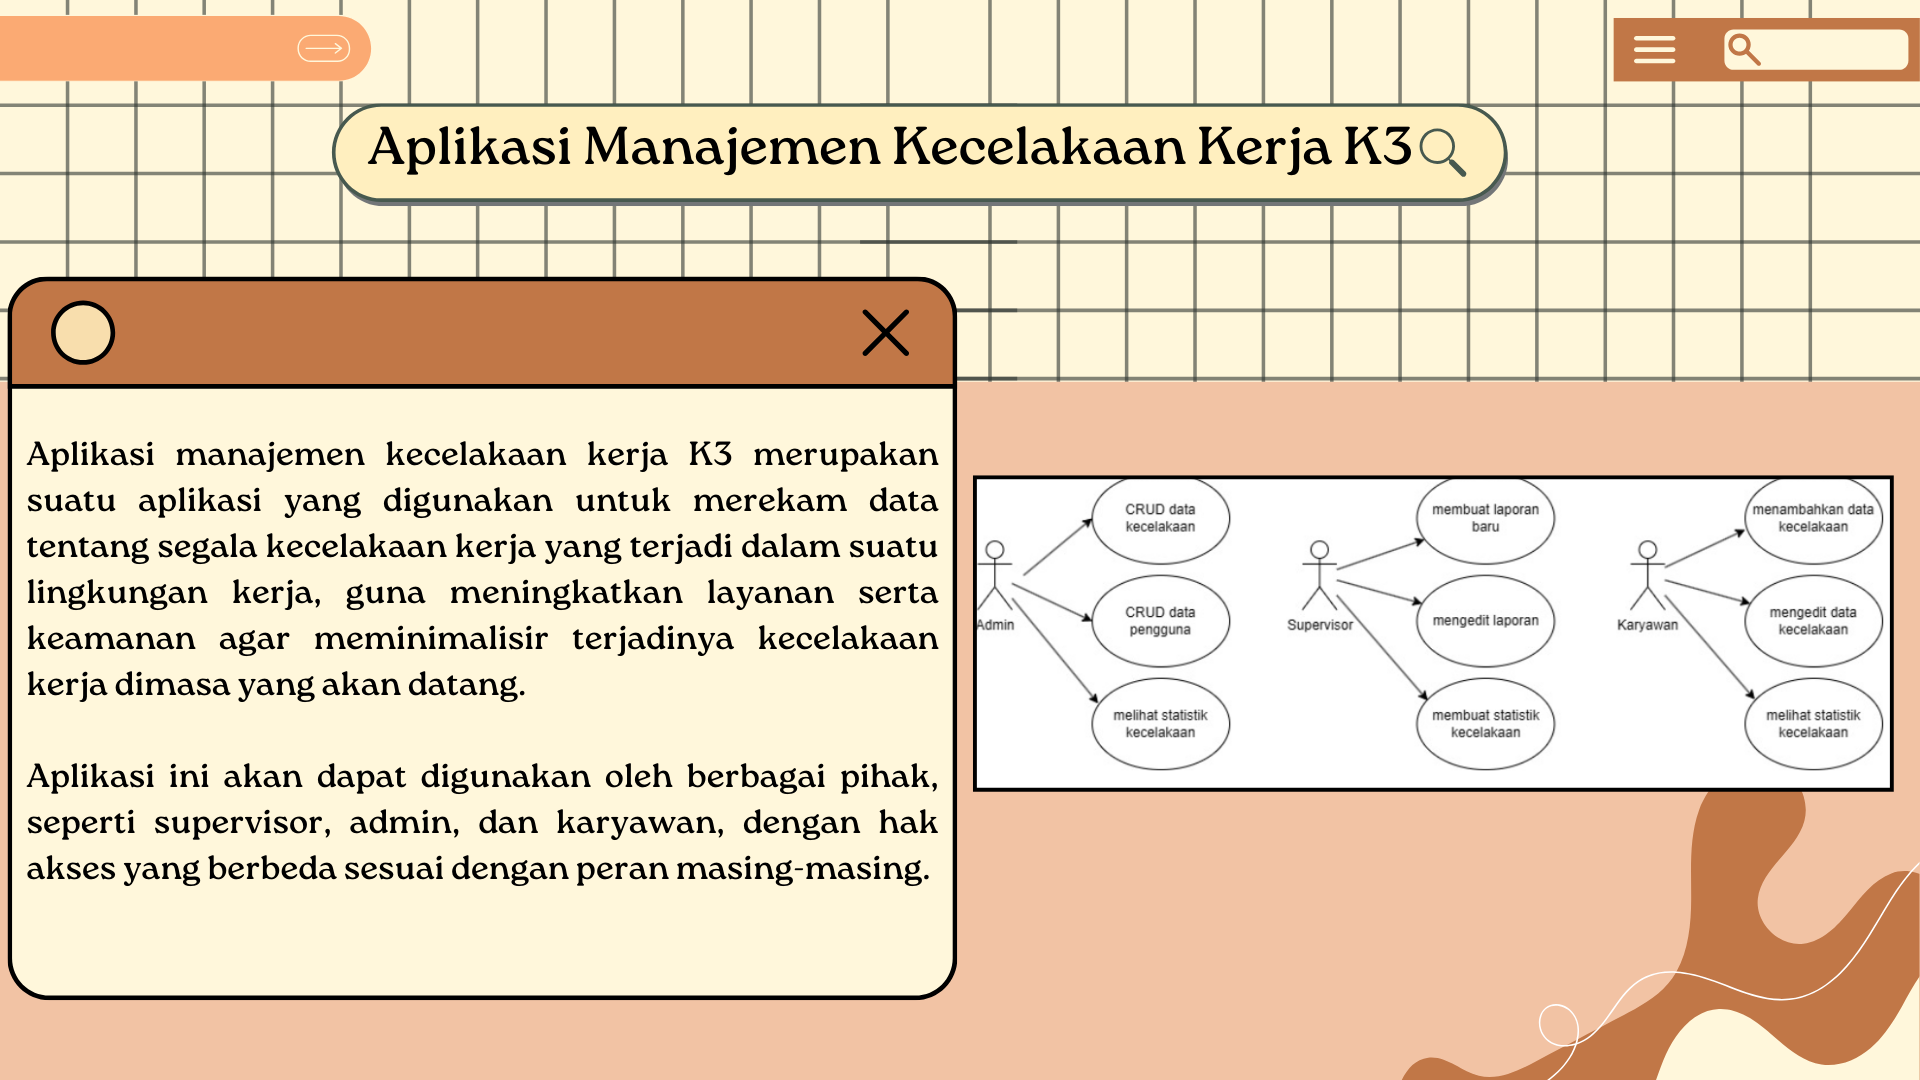 Aplikasi Manajemen Kecelakaan Kerja K3
Aplikasi manajemen kecelakaan kerja K3 merupakan
suatu aplikasi yang digunakan untuk merekam data
tentang segala kecelakaan kerja yang terjadi dalam suatu
lingkungan kerja, guna meningkatkan layanan serta
keamanan agar meminimalisir terjadinya kecelakaan
kerja dimasa yang akan datang.
Aplikasi ini akan dapat digunakan oleh berbagai pihak,
seperti supervisor, admin, dan karyawan, dengan hak
akses yang berbeda sesuai dengan peran masing-masing.
Admin
CRUD data
kecelakaan
CRUD data
pengguna
melihat statistik
kecelakaan
Supervisor
membuat laporan
baru
mengedit laporan
membuat statistik
kecelakaan
Karyawan
menambahkan data
kecelakaan
mengedit data
kecelakaan
melihat statistik
kecelakaan